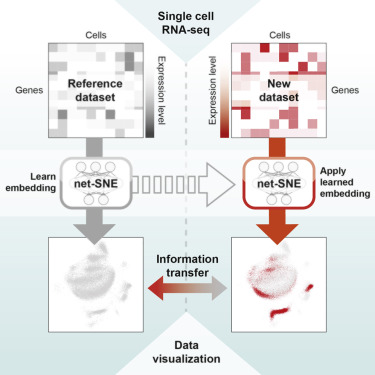 Single cell
RNA-seq
Cells
Cells
Genes
Reference
dataset
Expression level
Expression level
New
dataset
Genes
Learn
embedding
net-SNE
net-SNE
Apply
learned
embedding
Information
transfer
Data
visualization